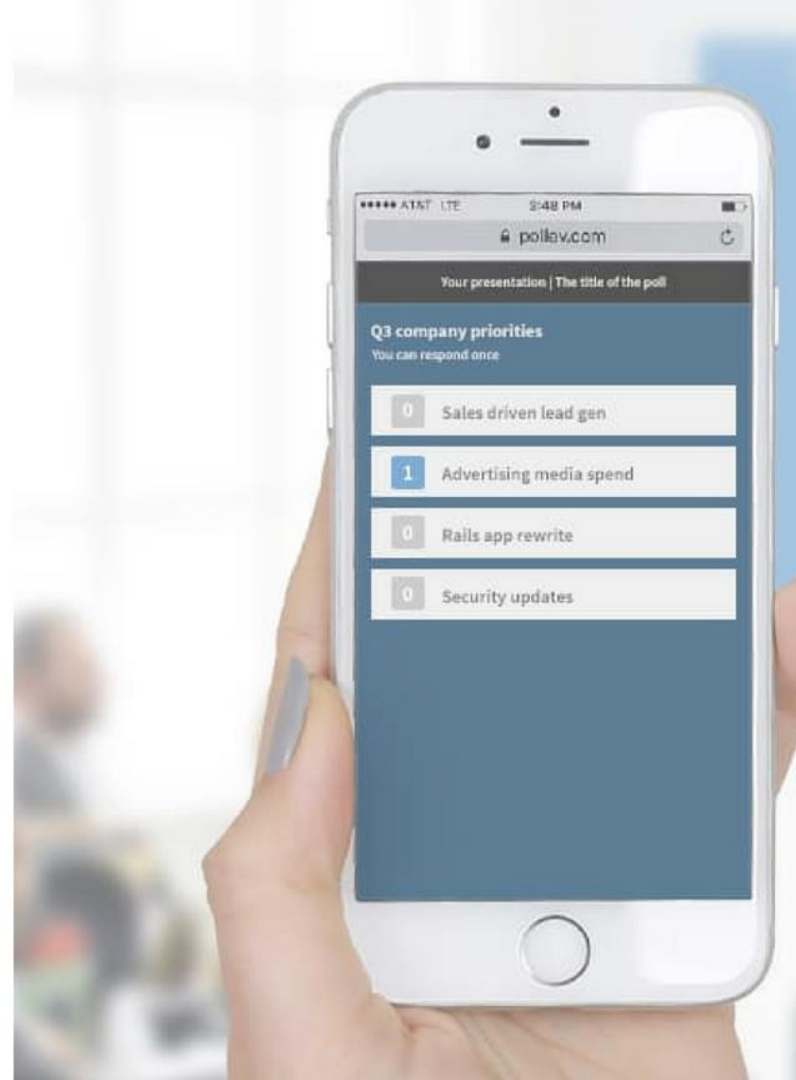 AT&T LTE 3:48 PM
pollev.com
Your presentation | The title of the poll
Q3 company priorities
You can respond once
0 Sales driven lead gen
1 Advertising media spend
0 Rails app rewrite
0 Security updates